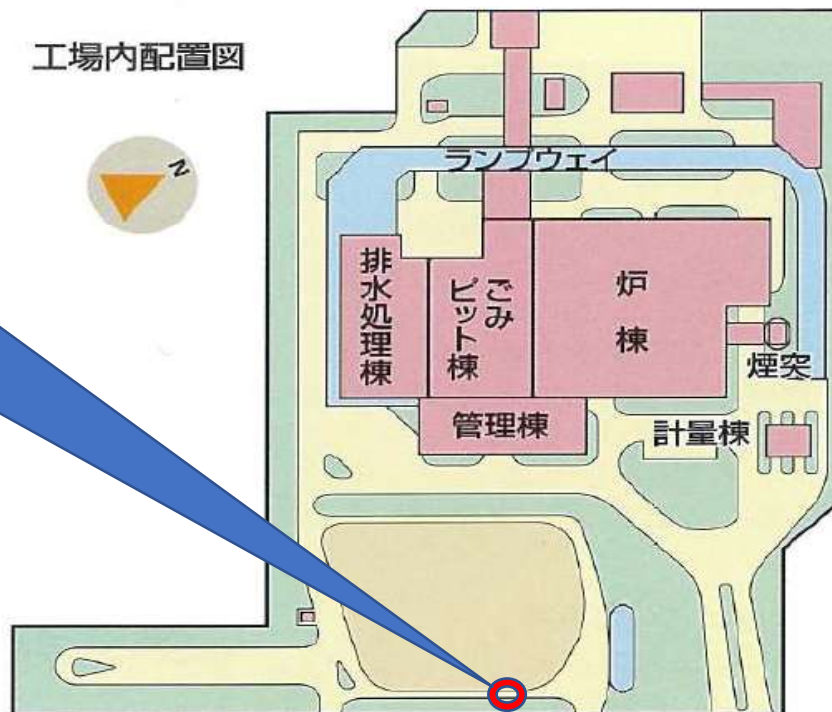 工場内配置図
N
ランプウェイ
排水処理棟
ごみ
ピット棟
炉棟
煙突
管理棟
計量棟